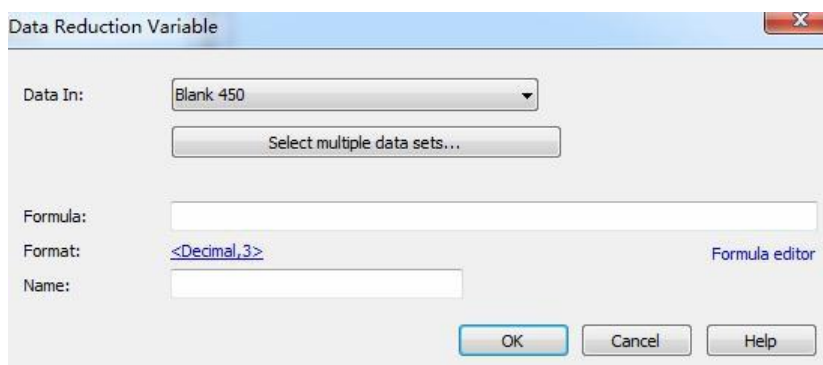 Data Reduction Variable
Data In: Blank 450
Select multiple data sets...
Formula:
Format: <Decimal,3> Formula editor
Name:
OK Cancel Help